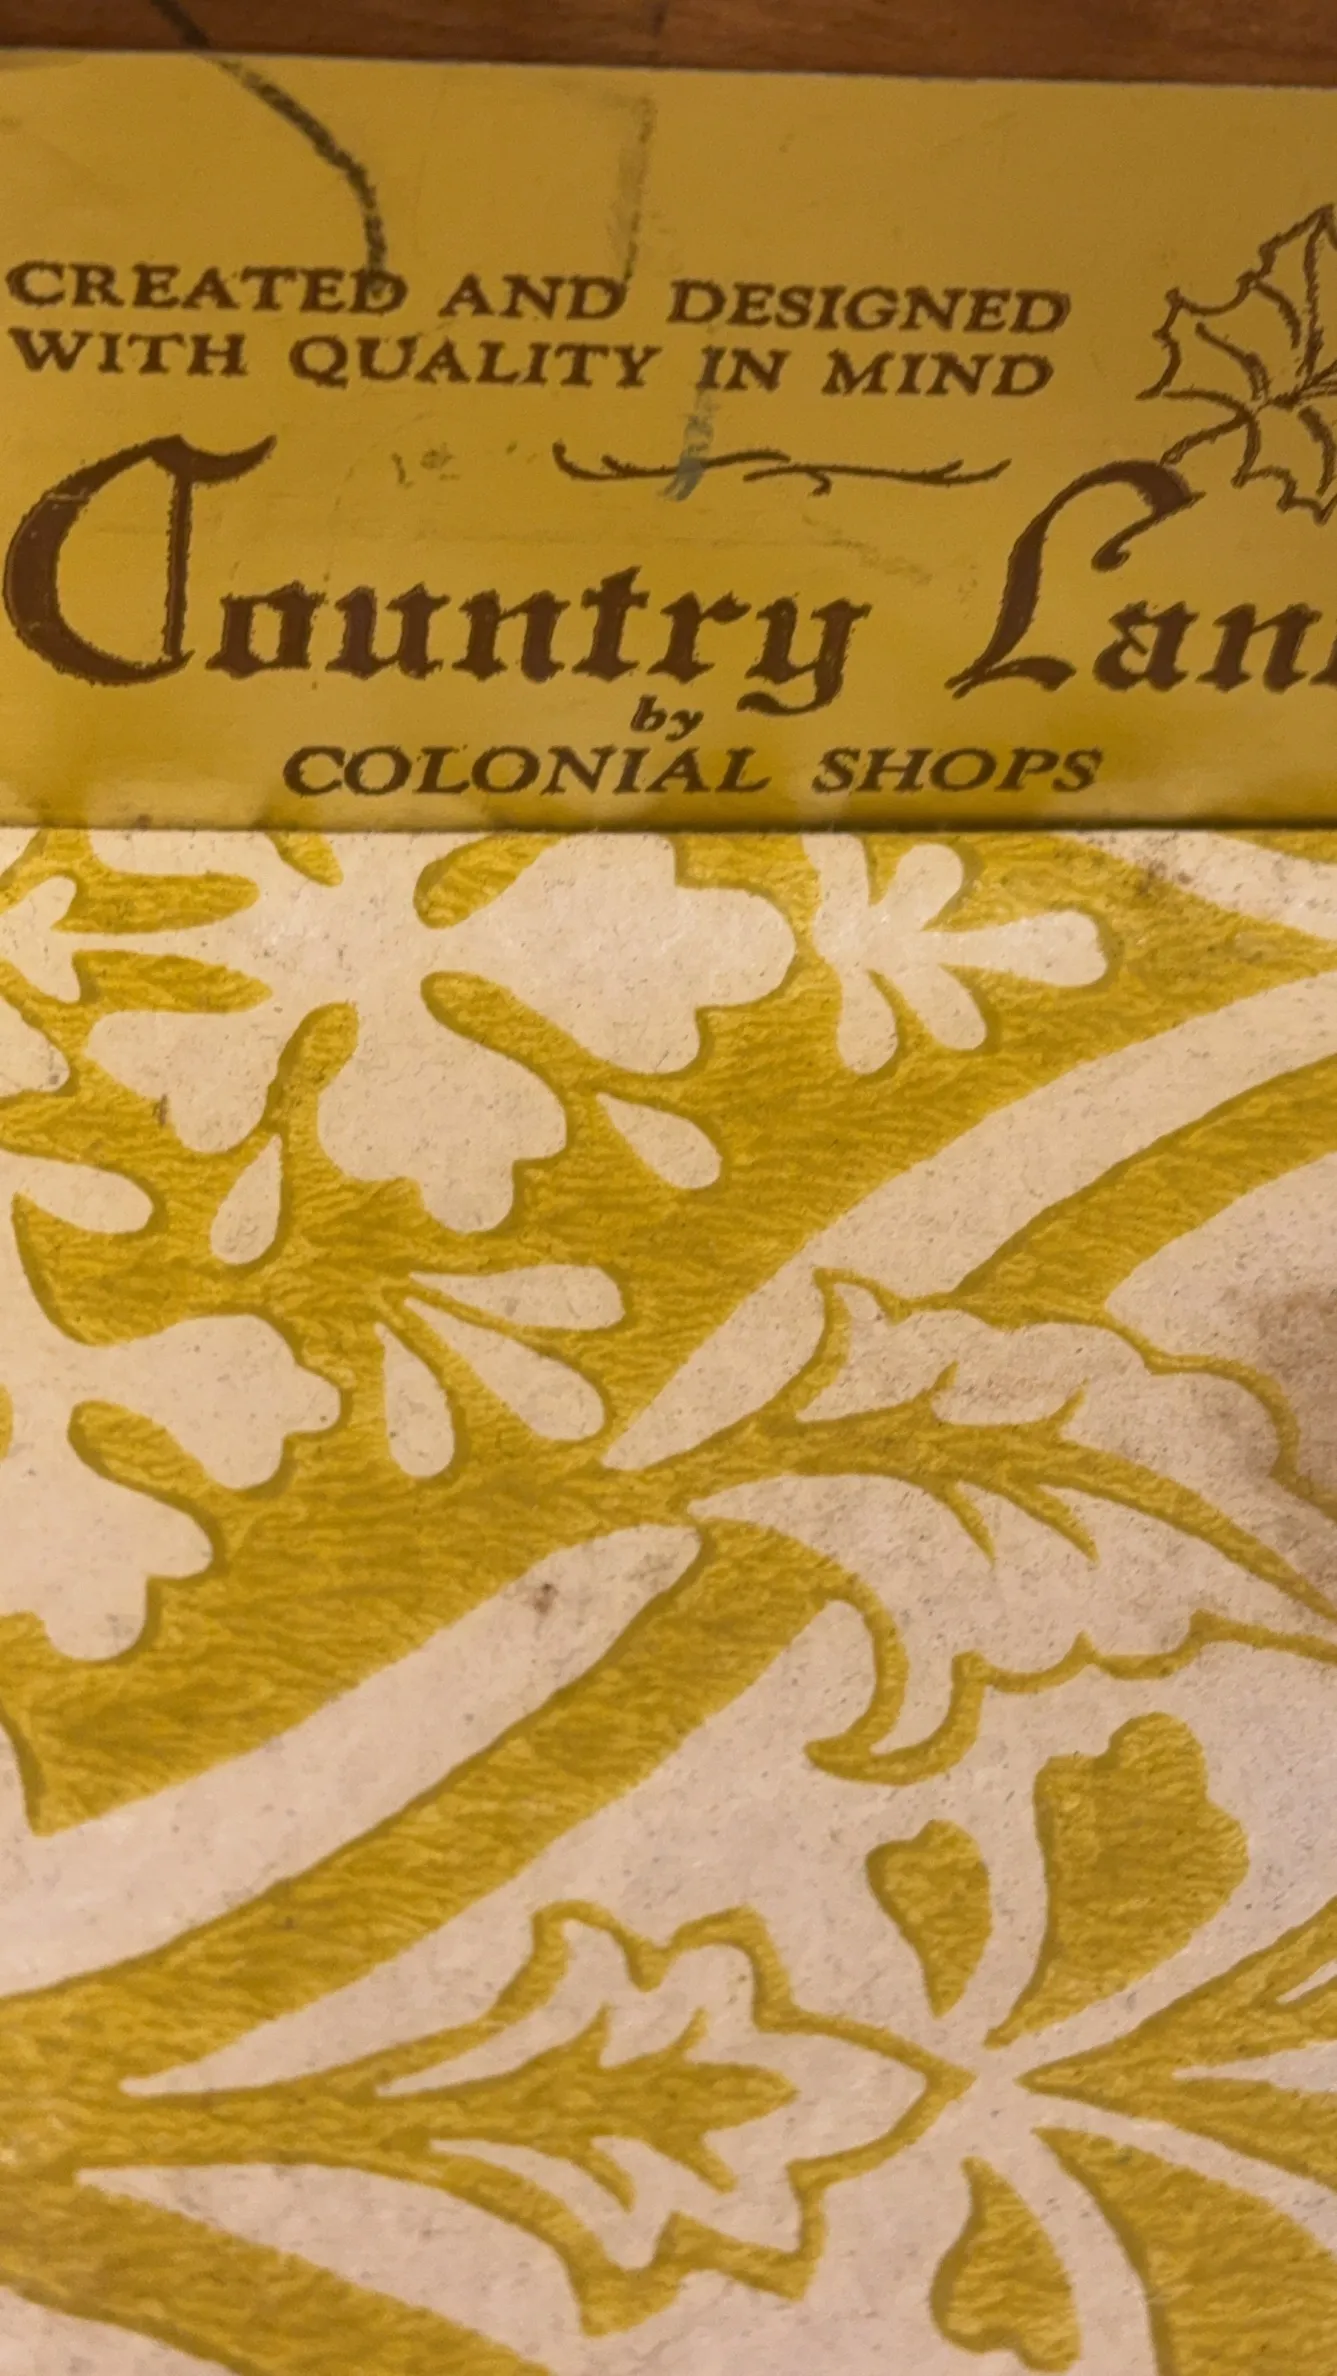 CREATED AND DESIGNED
WITH QUALITY IN MIND
Country
by
COLONIAL SHOPS